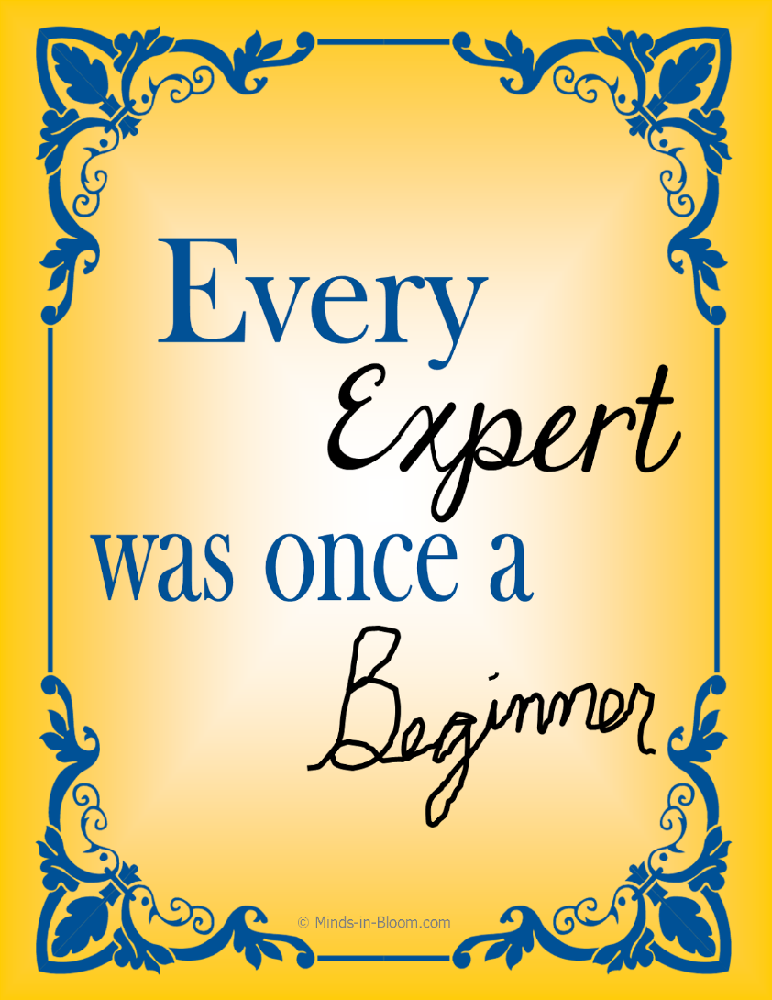 Every
Expert
was once a
Beginner
© Minds-in-Bloom.com